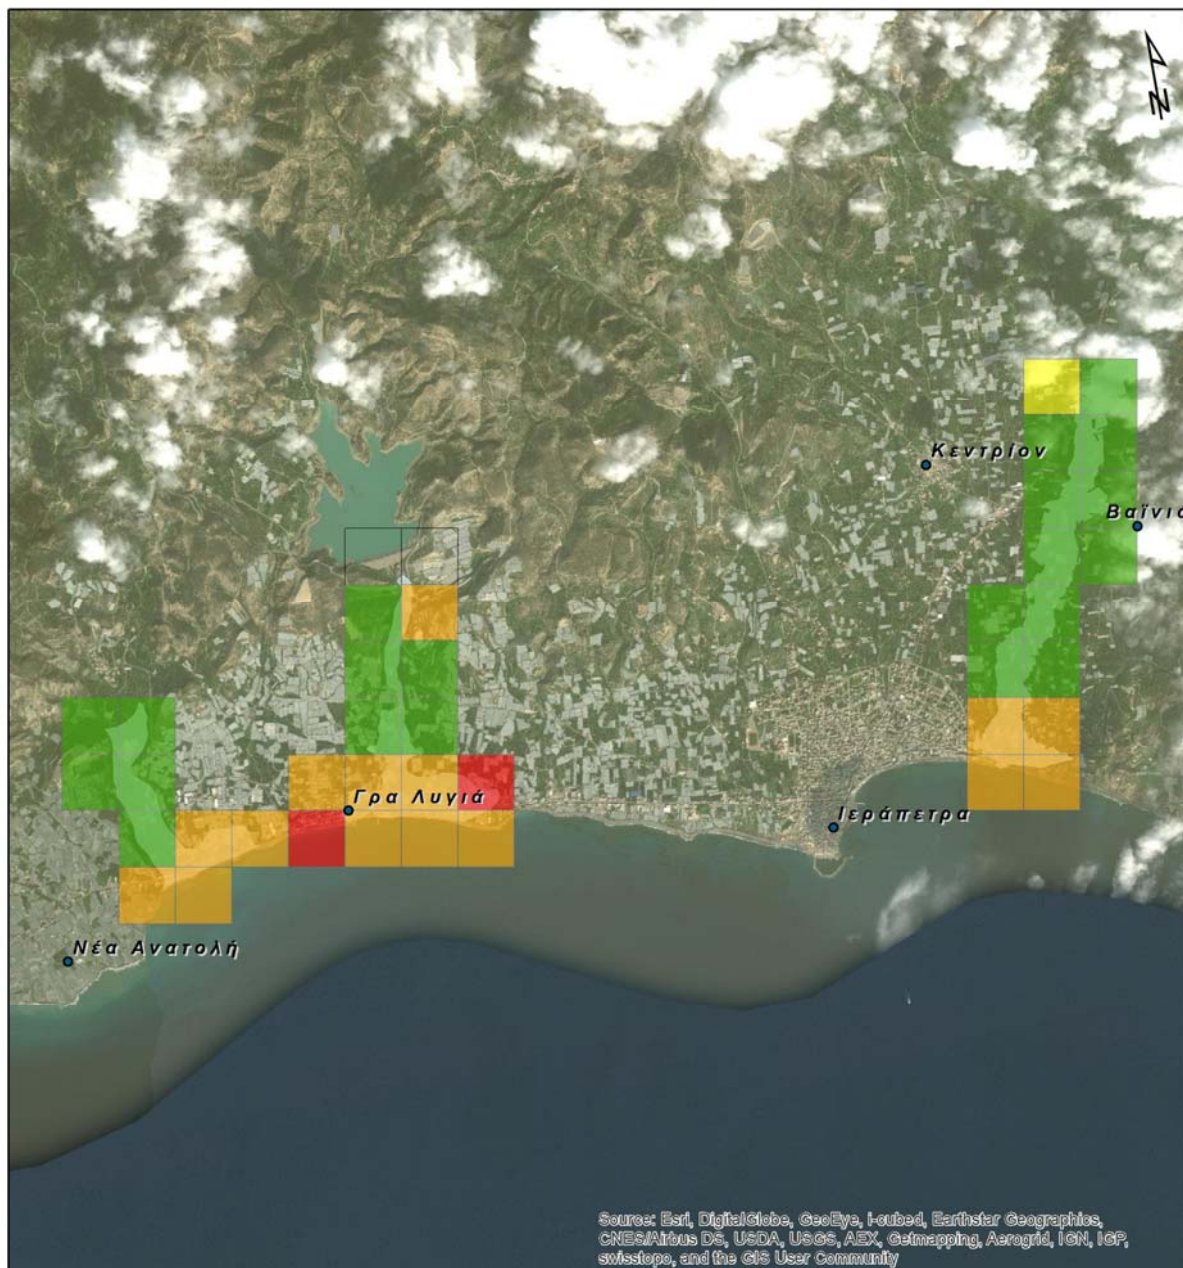 N
Κεντρίον
Βαϊνιά
Γρα Λυγιά
Ιεράπετρα
Νέα Ανατολή
Source: Esri, DigitalGlobe, GeoEye, i-cubed, Earthstar Geographics,
CNES/Airbus DS, USDA, USGS, AEX, Getmapping, Aerogrid, IGN, IGP,
swisstopo, and the GIS User Community